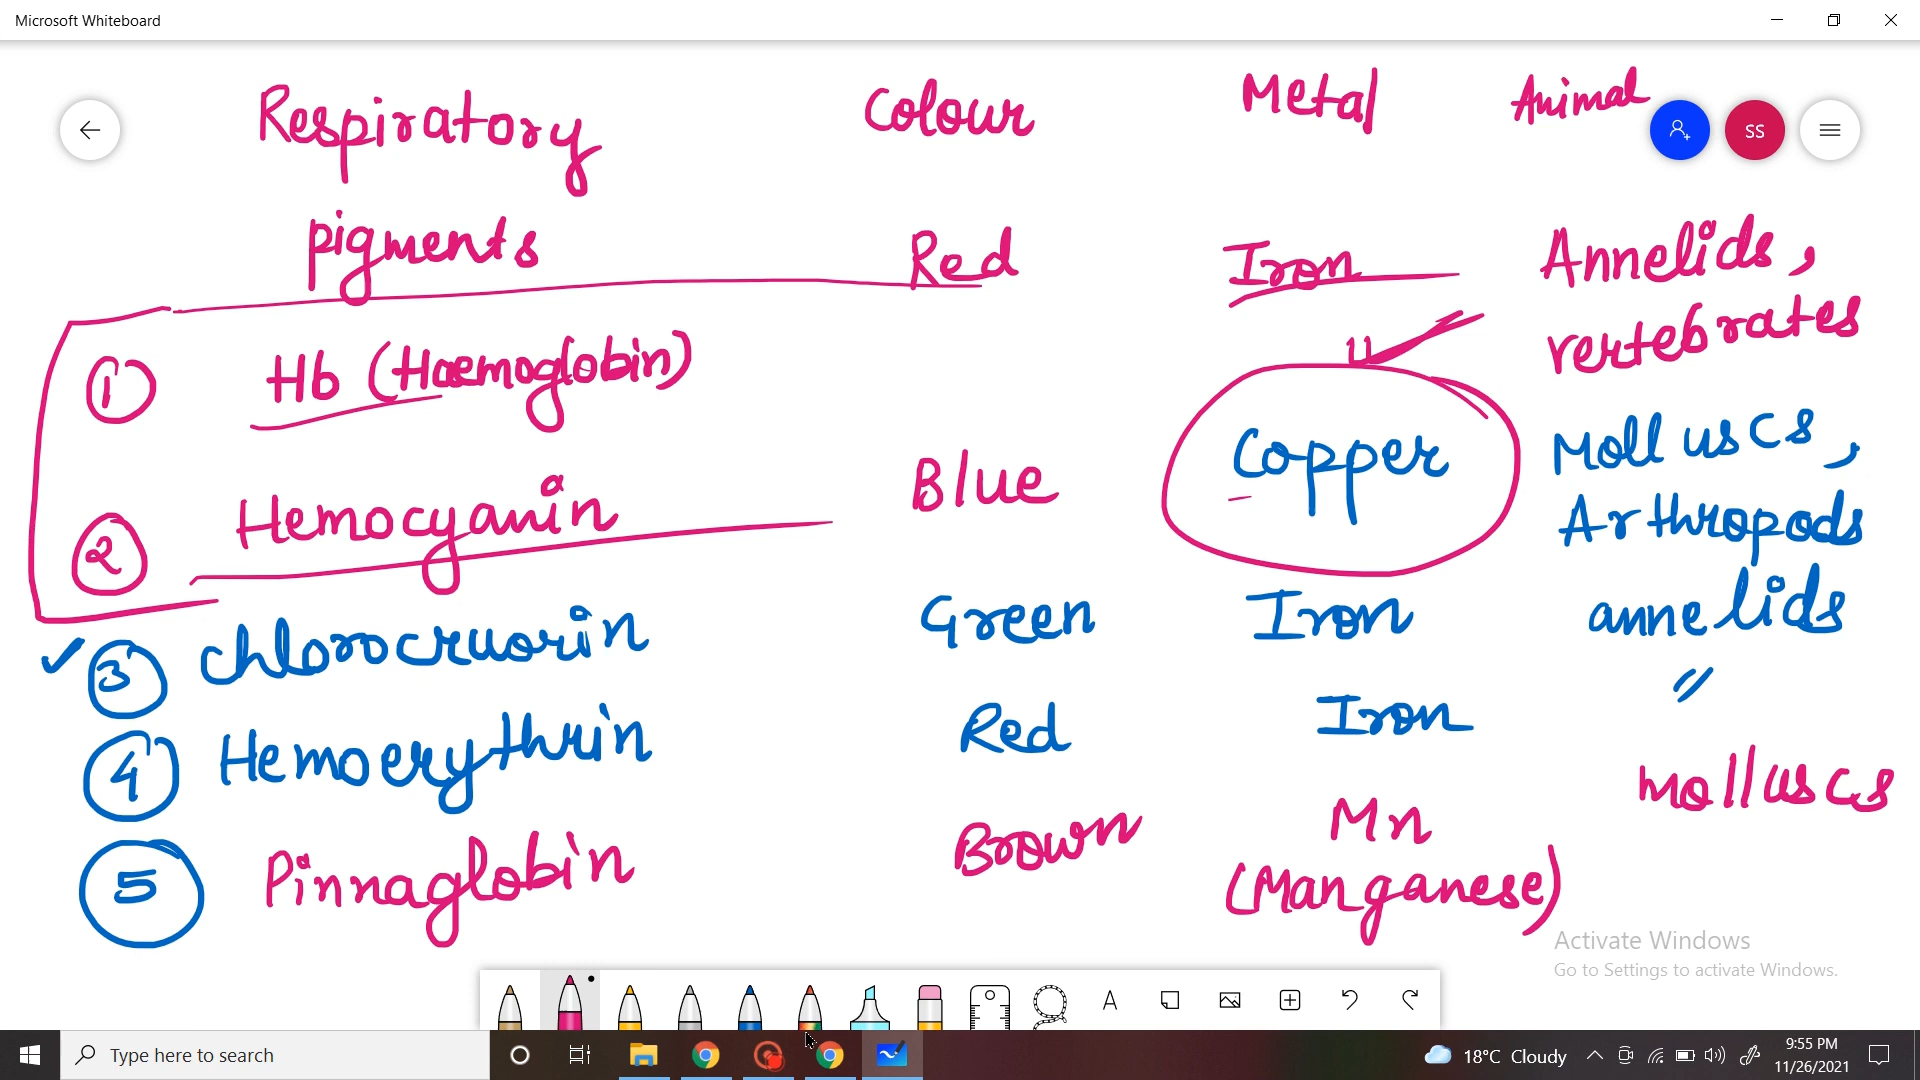 Microsoft Whiteboard
Respiratory pigments Colour Metal Animal
SS
① Hb (Haemoglobin) Red Iron Annelids, vertebrates
② Hemocyanin Blue Copper Molluscs, Arthropods
③ Chlorocruorin Green Iron annelids
④ Hemoerythrin Red Iron 〃
⑤ Pinnaglobin Brown Mn (Manganese) Molluscs
Activate Windows
Go to Settings to activate Windows.
A
Type here to search
18°C Cloudy
9:55 PM
11/26/2021